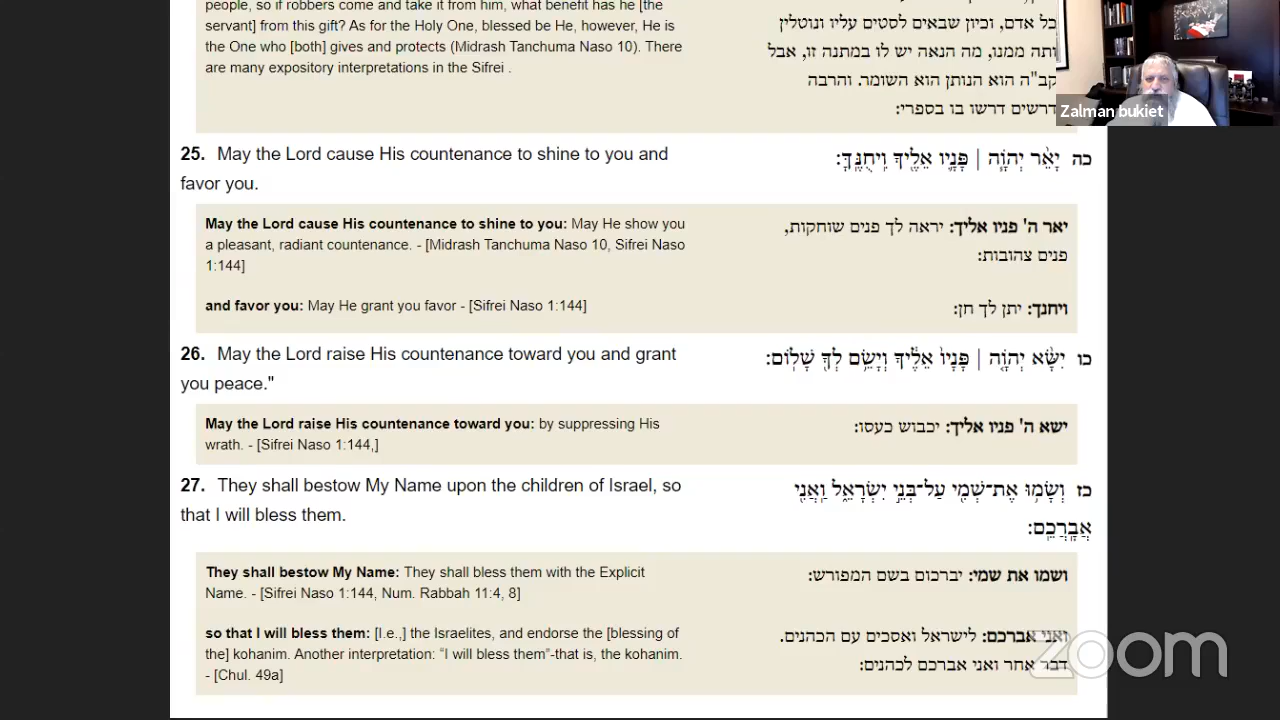 people, so if robbers come and take it from him, what benefit has he [the
servant] from this gift? As for the Holy One, blessed be He, however, He is
the One who [both] gives and protects (Midrash Tanchuma Naso 10). There
are many expository interpretations in the Sifrei .
כל אדם, וכיון שבאים לסטים עליו ונוטלין
ותה ממנו, מה הנאה יש לו במתנה זו, אבל
קב"ה הוא הנותן הוא השומר. והרבה
דרשים דרשו בו בספרי:
Zalman bukiet
25. May the Lord cause His countenance to shine to you and
favor you.
כה יָאֵ֨ר יְהֹוָ֧ה | פָּנָ֛יו אֵלֶ֖יךָ וִֽיחֻנֶּֽךָּ:
May the Lord cause His countenance to shine to you: May He show you
a pleasant, radiant countenance. - [Midrash Tanchuma Naso 10, Sifrei Naso
1:144]
יאר ה' פניו אליך: יראה לך פנים שוחקות,
פנים צהובות:
and favor you: May He grant you favor - [Sifrei Naso 1:144]
ויחנך: יתן לך חן:
26. May the Lord raise His countenance toward you and grant
you peace."
כו יִשָּׂ֨א יְהֹוָ֤ה | פָּנָיו֙ אֵלֶ֔יךָ וְיָשֵׂ֥ם לְךָ֖ שָׁלֽוֹם:
May the Lord raise His countenance toward you: by suppressing His
wrath. - [Sifrei Naso 1:144,]
ישא ה' פניו אליך: יכבוש כעסו:
27. They shall bestow My Name upon the children of Israel, so
that I will bless them.
כז וְשָׂמ֥וּ אֶת־שְׁמִ֖י עַל־בְּנֵ֣י יִשְׂרָאֵ֑ל וַֽאֲנִ֖י
אֲבָֽרְכֵֽם:
They shall bestow My Name: They shall bless them with the Explicit
Name. - [Sifrei Naso 1:144, Num. Rabbah 11:4, 8]
ושמו את שמי: יברכום בשם המפורש:
so that I will bless them: [I.e.,] the Israelites, and endorse the [blessing of
the] kohanim. Another interpretation: “I will bless them”-that is, the kohanim.
- [Chul. 49a]
ואני אברכם: לישראל ואסכים עם הכהנים.
דבר אחר ואני אברכם לכהנים:
zoom